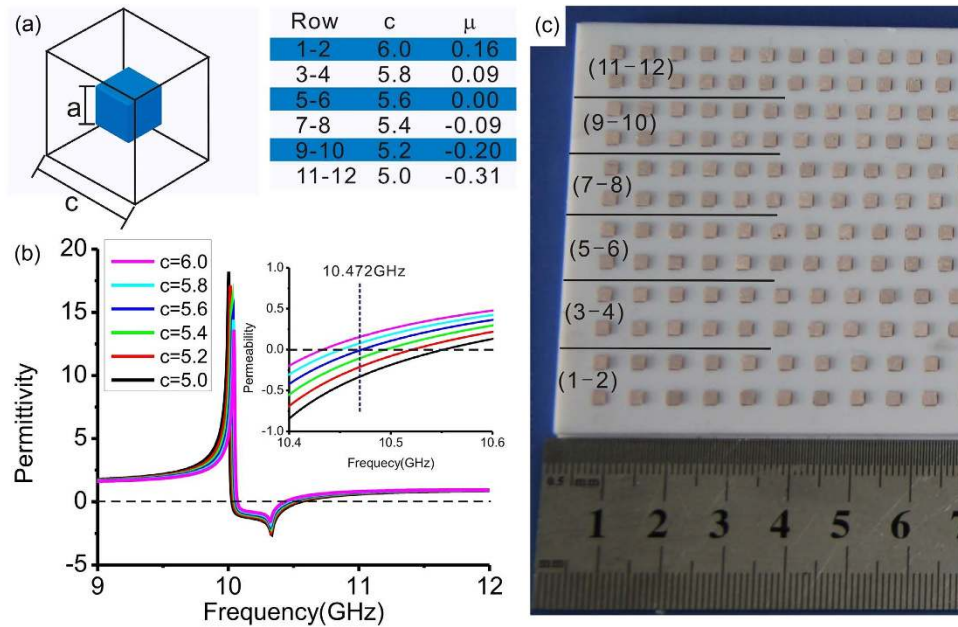 (a)
a
c
Row c μ
1-2 6.0 0.16
3-4 5.8 0.09
5-6 5.6 0.00
7-8 5.4 -0.09
9-10 5.2 -0.20
11-12 5.0 -0.31
(b)
Permittivity
20
15
10
5
0
-5
9 10 11 12
Frequency(GHz)
c=6.0
c=5.8
c=5.6
c=5.4
c=5.2
c=5.0
10.472GHz
Permeability
1.0
0.5
0.0
-0.5
-1.0
10.4 10.5 10.6
Frequecy(GHz)
(c)
(11-12)
(9-10)
(7-8)
(5-6)
(3-4)
(1-2)
0.5 mm
1 2 3 4 5 6 7
mm